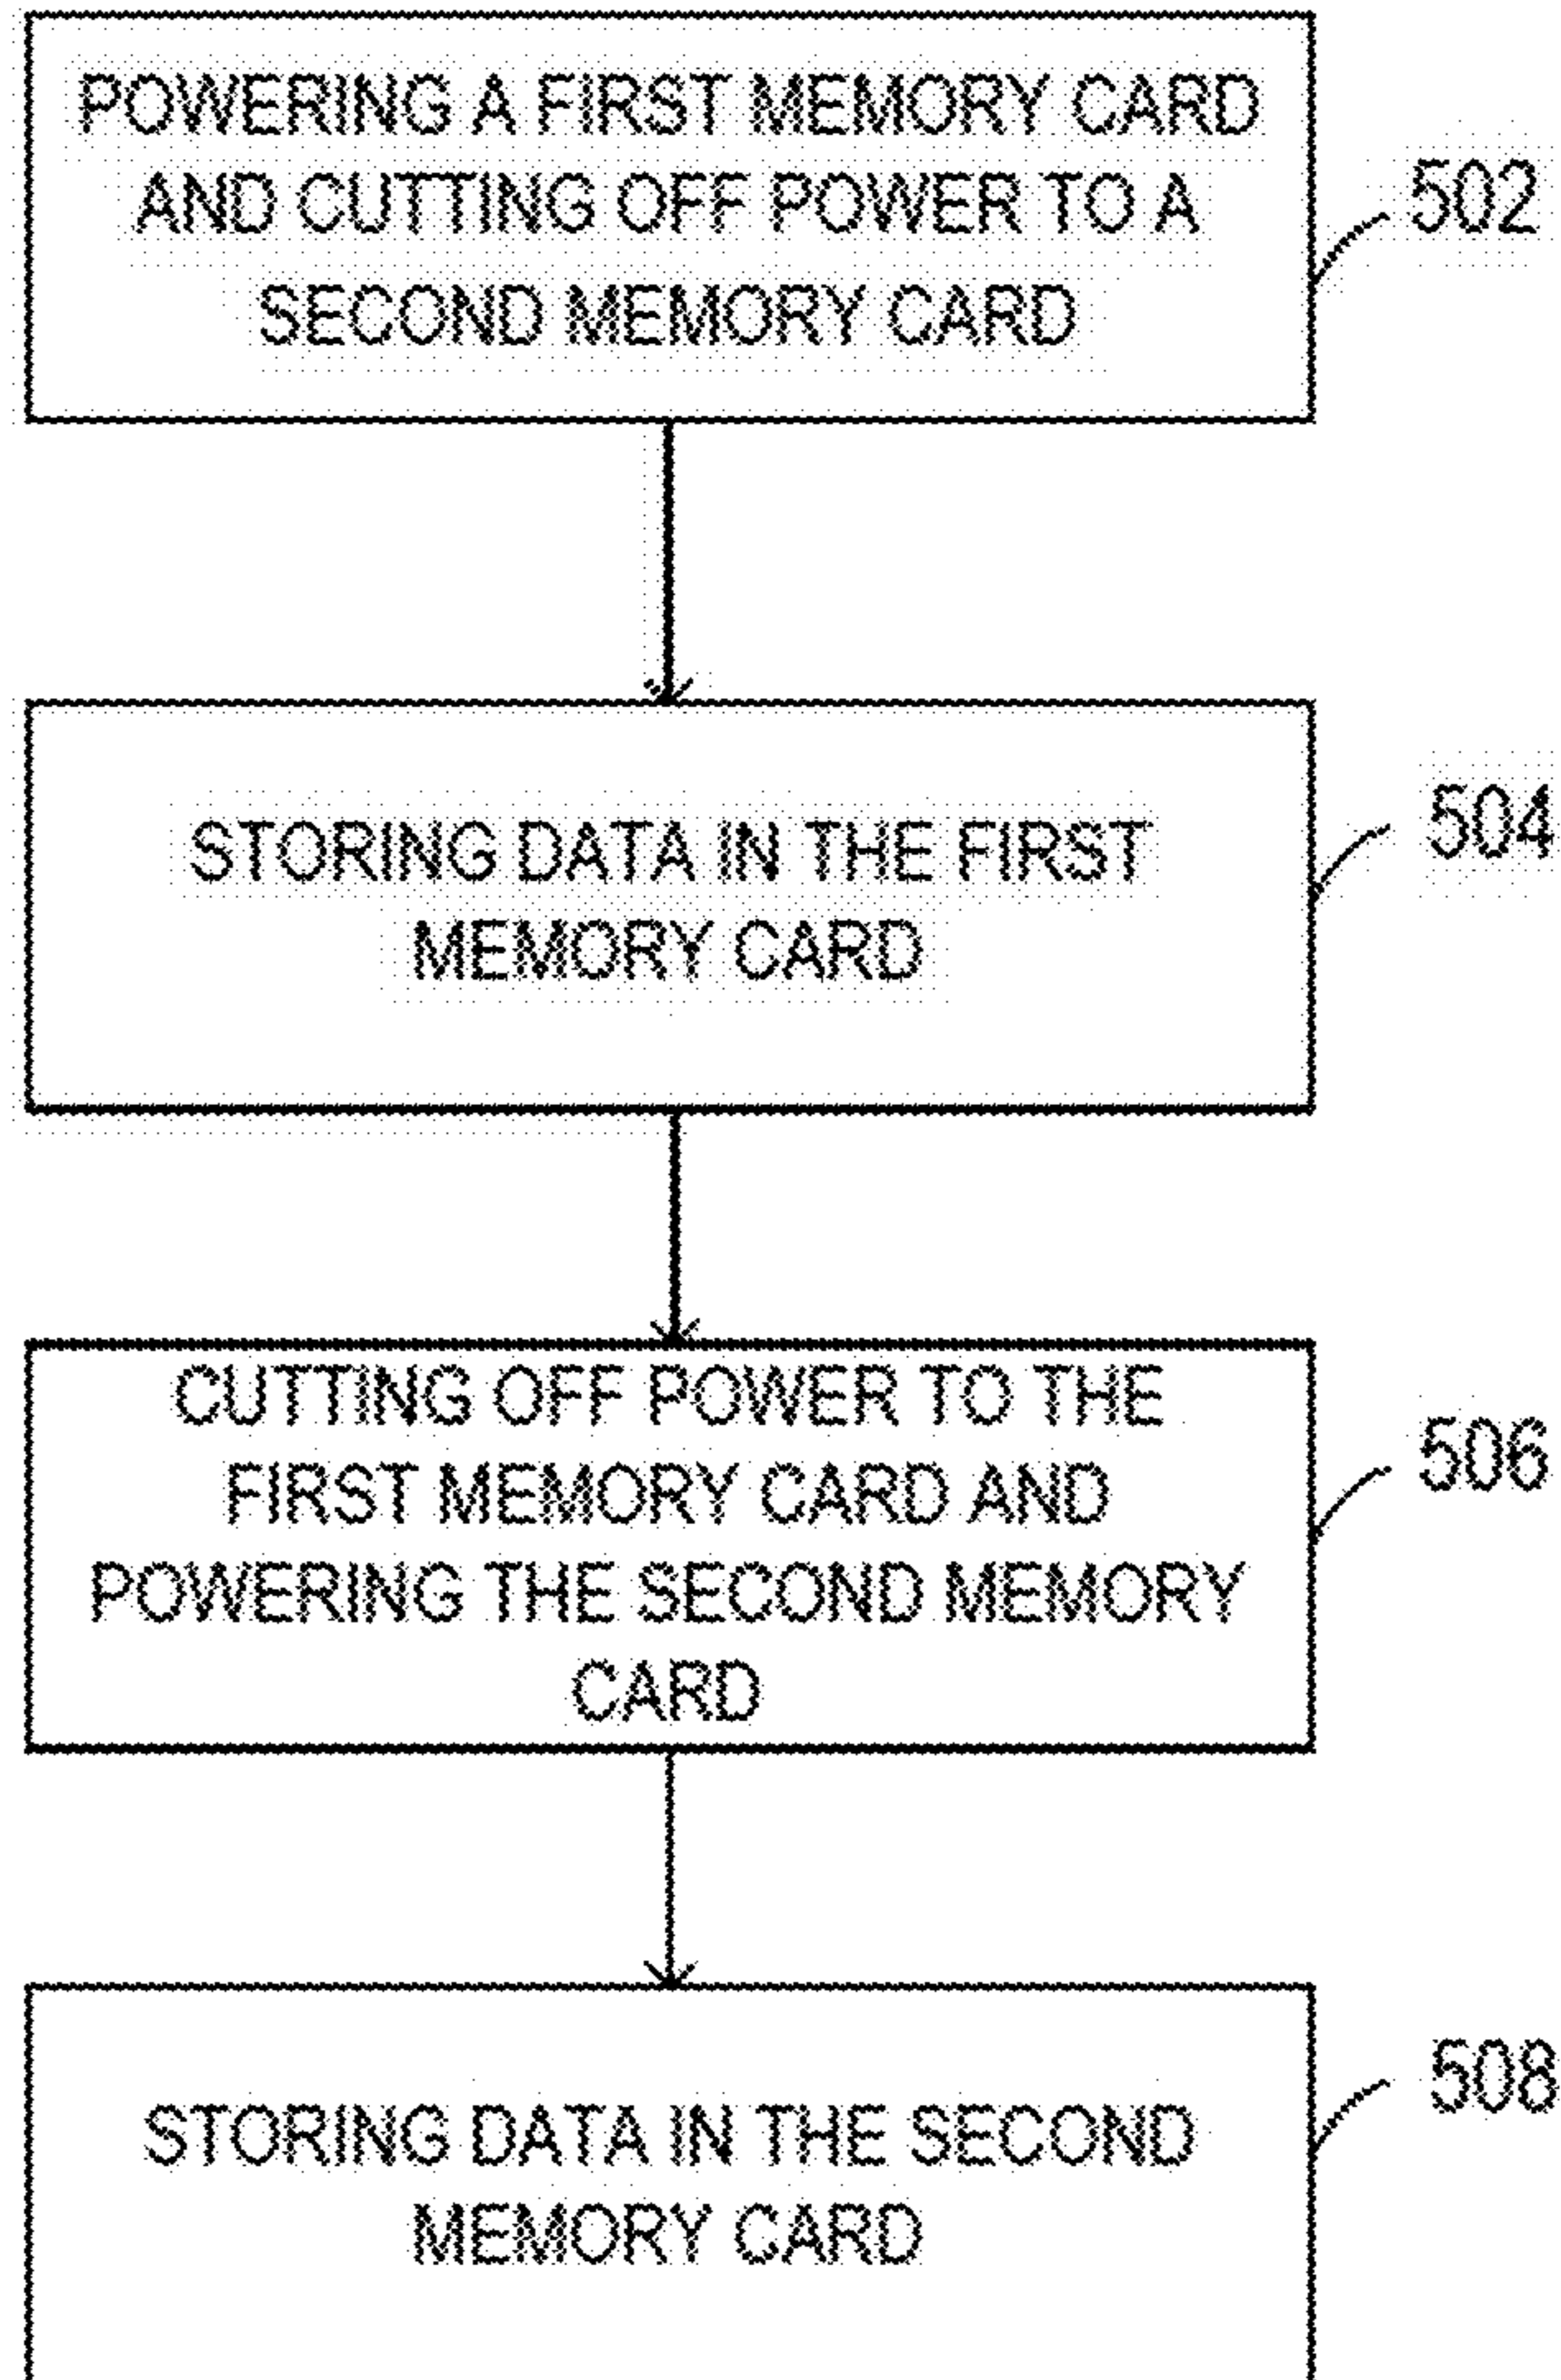 POWERING A FIRST MEMORY CARD
AND CUTTING OFF POWER TO A
SECOND MEMORY CARD
502
STORING DATA IN THE FIRST
MEMORY CARD
504
CUTTING OFF POWER TO THE
FIRST MEMORY CARD AND
POWERING THE SECOND MEMORY
CARD
506
STORING DATA IN THE SECOND
MEMORY CARD
508